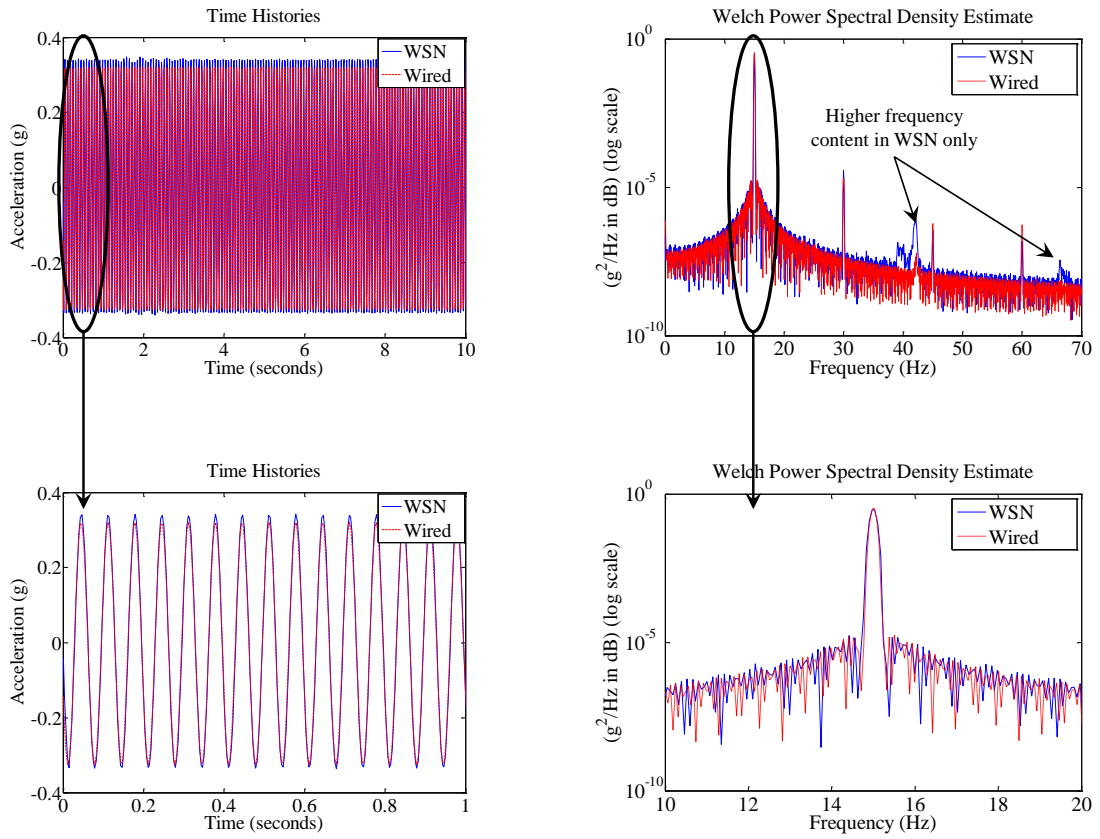 Time Histories
0.4
0.2
0
-0.2
-0.4
Acceleration (g)
WSN
Wired
0 2 4 6 8 10
Time (seconds)
Welch Power Spectral Density Estimate
10^0
10^-5
10^-10
(g^2/Hz in dB) (log scale)
WSN
Wired
Higher frequency
content in WSN only
0 10 20 30 40 50 60 70
Frequency (Hz)
Time Histories
0.4
0.2
0
-0.2
-0.4
Acceleration (g)
WSN
Wired
0 0.2 0.4 0.6 0.8 1
Time (seconds)
Welch Power Spectral Density Estimate
10^0
10^-5
10^-10
(g^2/Hz in dB) (log scale)
WSN
Wired
10 12 14 16 18 20
Frequency (Hz)